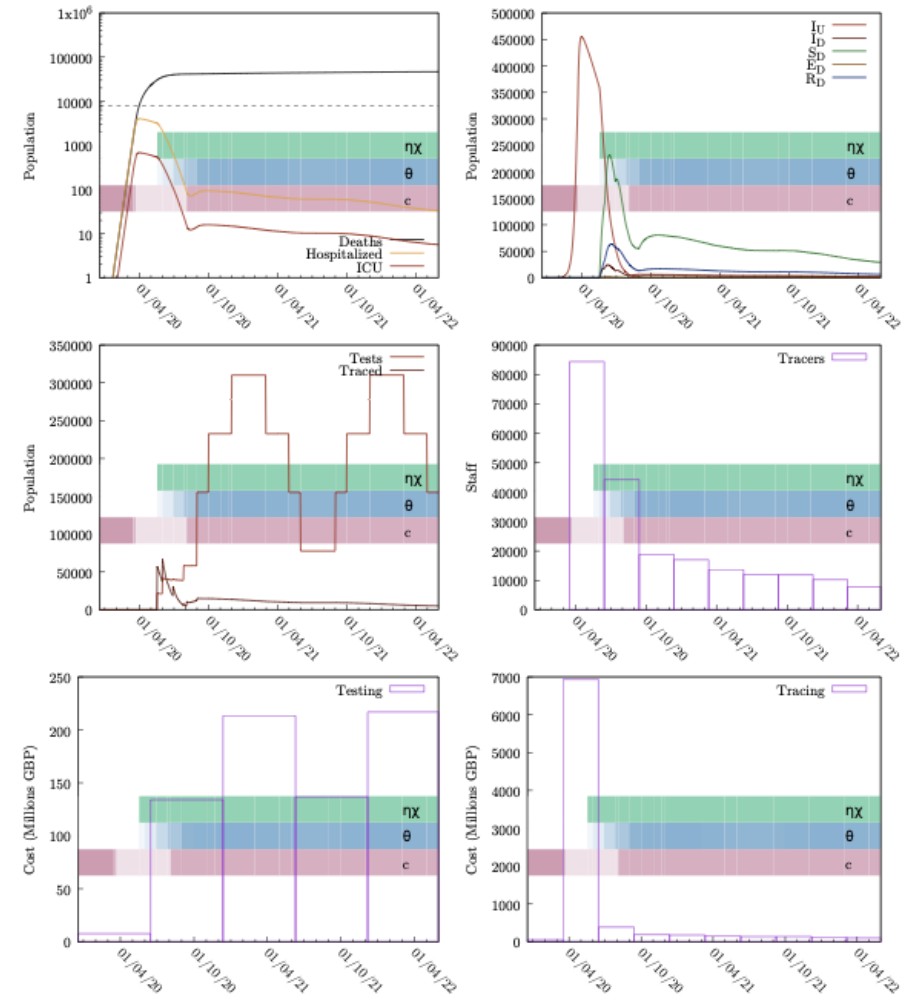 1x10⁶
100000
10000
1000
100
10
1
Population
ηχ
θ
c
Deaths
Hospitalized
ICU
01/04/20
01/10/20
01/04/21
01/10/21
01/04/22
500000
450000
400000
350000
300000
250000
200000
150000
100000
50000
0
Population
I_U
I_D
S_D
E_D
R_D
ηχ
θ
c
01/04/20
01/10/20
01/04/21
01/10/21
01/04/22
350000
300000
250000
200000
150000
100000
50000
0
Population
Tests
Traced
ηχ
θ
c
01/04/20
01/10/20
01/04/21
01/10/21
01/04/22
90000
80000
70000
60000
50000
40000
30000
20000
10000
0
Staff
Tracers
ηχ
θ
c
01/04/20
01/10/20
01/04/21
01/10/21
01/04/22
250
200
150
100
50
0
Cost (Millions GBP)
Testing
ηχ
θ
c
01/04/20
01/10/20
01/04/21
01/10/21
01/04/22
7000
6000
5000
4000
3000
2000
1000
0
Cost (Millions GBP)
Tracing
ηχ
θ
c
01/04/20
01/10/20
01/04/21
01/10/21
01/04/22